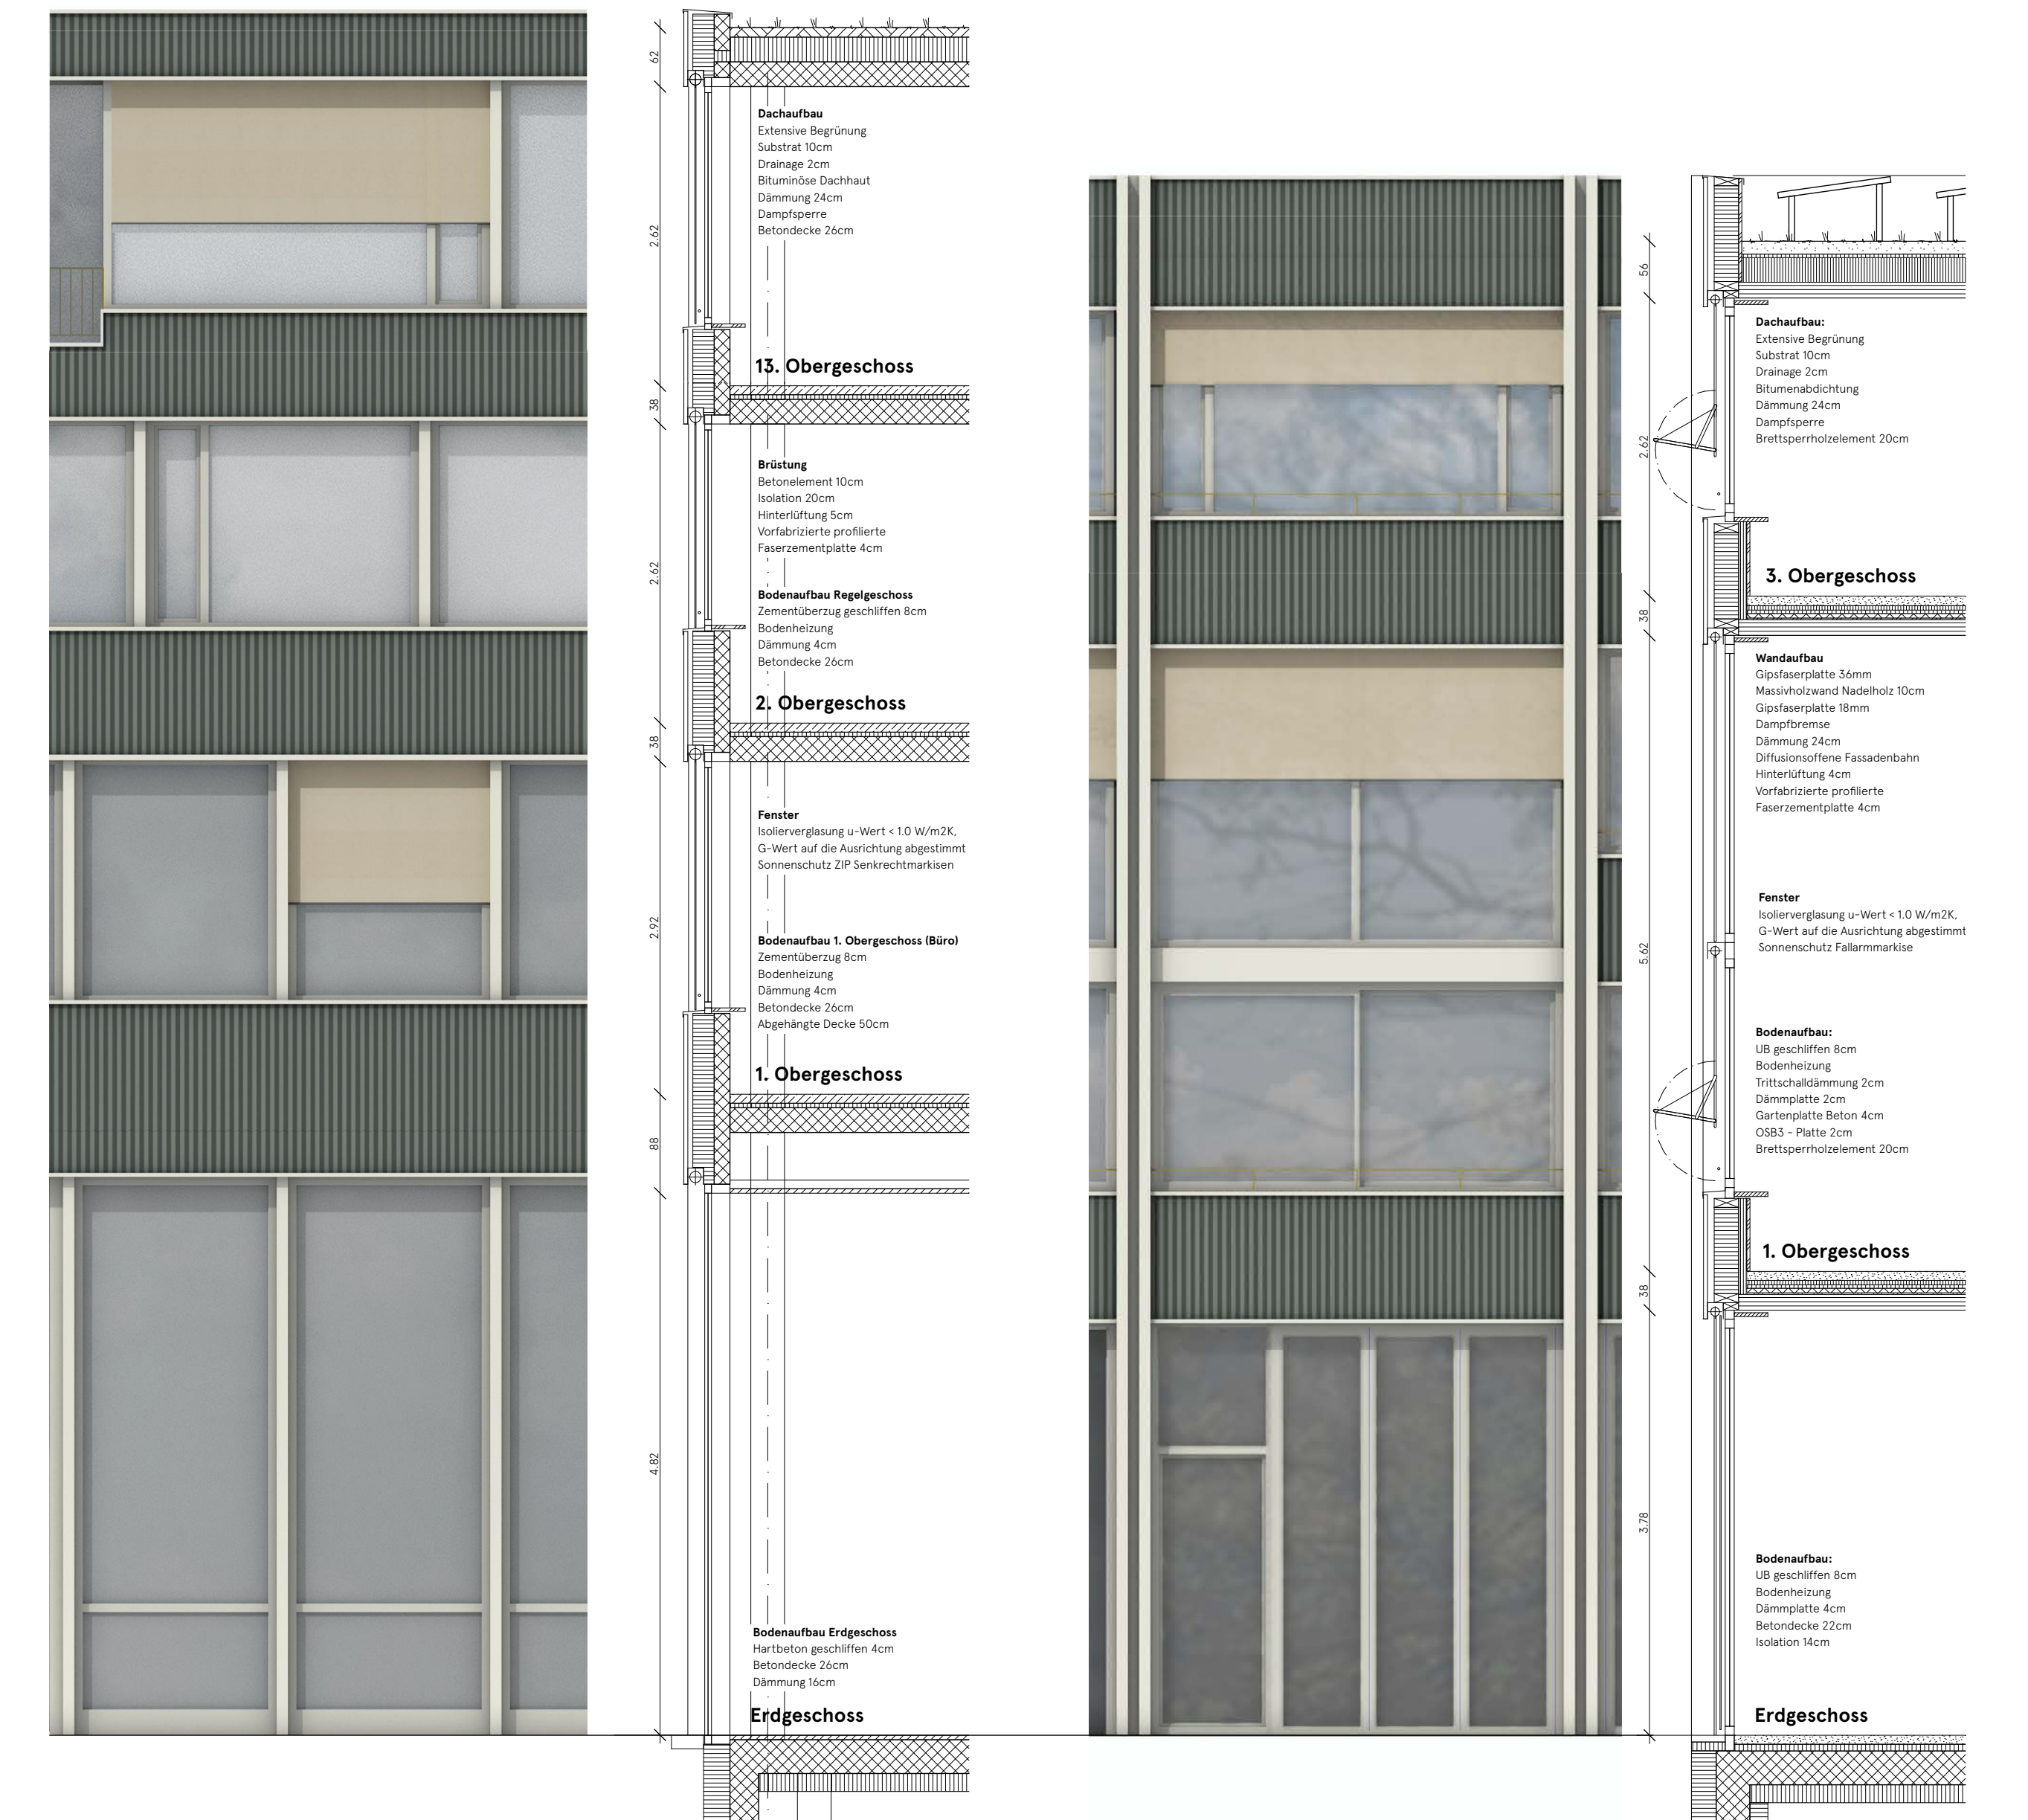 62
Dachaufbau
Extensive Begrünung
Substrat 10cm
Drainage 2cm
Bituminöse Dachhaut
Dämmung 24cm
Dampfsperre
Betondecke 26cm
2.62
13. Obergeschoss
38
Brüstung
Betonelement 10cm
Isolation 20cm
Hinterlüftung 5cm
Vorfabrizierte profilierte
Faserzementplatte 4cm
2.62
Bodenaufbau Regelgeschoss
Zementüberzug geschliffen 8cm
Bodenheizung
Dämmung 4cm
Betondecke 26cm
2. Obergeschoss
38
Fenster
Isolierverglasung u-Wert < 1.0 W/m2K,
G-Wert auf die Ausrichtung abgestimmt
Sonnenschutz ZIP Senkrechtmarkisen
2.92
Bodenaufbau 1. Obergeschoss (Büro)
Zementüberzug 8cm
Bodenheizung
Dämmung 4cm
Betondecke 26cm
Abgehängte Decke 50cm
1. Obergeschoss
88
4.82
Bodenaufbau Erdgeschoss
Hartbeton geschliffen 4cm
Betondecke 26cm
Dämmung 16cm
Erdgeschoss
56
Dachaufbau:
Extensive Begrünung
Substrat 10cm
Drainage 2cm
Bitumenabdichtung
Dämmung 24cm
Dampfsperre
Brettsperrholzelement 20cm
2.62
3. Obergeschoss
38
Wandaufbau
Gipsfaserplatte 36mm
Massivholzwand Nadelholz 10cm
Gipsfaserplatte 18mm
Dampfbremse
Dämmung 24cm
Diffusionsoffene Fassadenbahn
Hinterlüftung 4cm
Vorfabrizierte profilierte
Faserzementplatte 4cm
Fenster
Isolierverglasung u-Wert < 1.0 W/m2K,
G-Wert auf die Ausrichtung abgestimmt
Sonnenschutz Fallarmmarkise
5.62
Bodenaufbau:
UB geschliffen 8cm
Bodenheizung
Trittschalldämmung 2cm
Dämmplatte 2cm
Gartenplatte Beton 4cm
OSB3 - Platte 2cm
Brettsperrholzelement 20cm
1. Obergeschoss
38
3.78
Bodenaufbau:
UB geschliffen 8cm
Bodenheizung
Dämmplatte 4cm
Betondecke 22cm
Isolation 14cm
Erdgeschoss